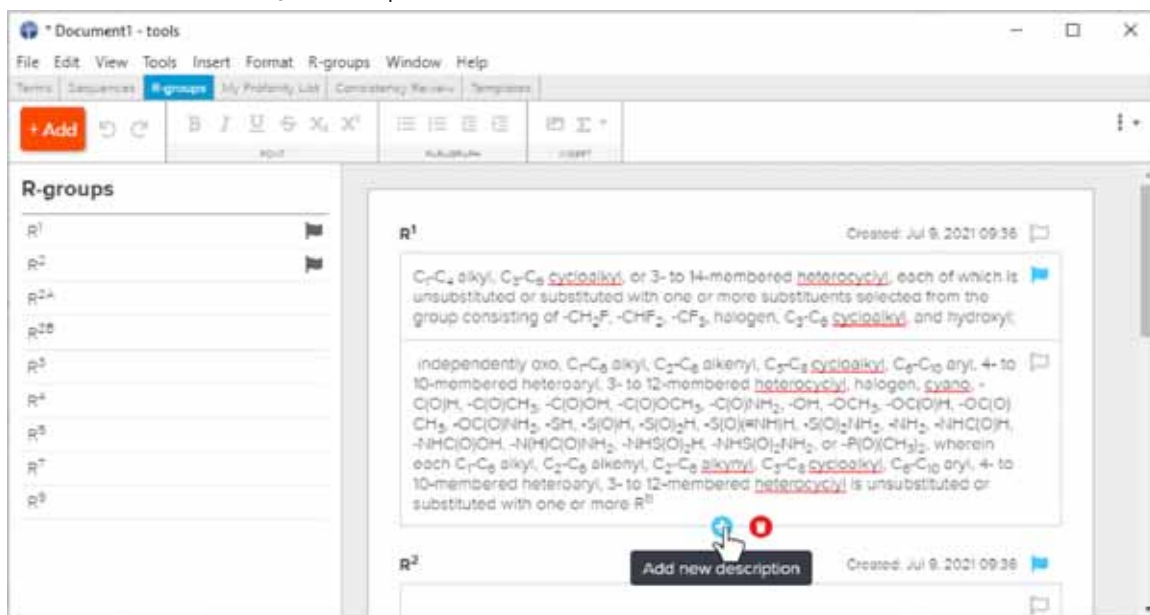 * Document1 - tools
File Edit View Tools Insert Format R-groups Window Help
Terms Sequences R-groups My Profanity List Consistency Review Templates
+ Add B I U S X₂ X² Σ
FONT PARAGRAPH INSERT
R-groups
R¹
R²
R²ᴬ
R²ᴮ
R³
R⁴
R⁵
R⁷
R⁹
R¹ Created: Jul 9, 2021 09:36
C₁-C₄ alkyl, C₃-C₆ cycloalkyl, or 3- to 14-membered heterocyclyl, each of which is
unsubstituted or substituted with one or more substituents selected from the
group consisting of -CH₂F, -CHF₂, -CF₃, halogen, C₃-C₆ cycloalkyl, and hydroxyl;
independently oxo, C₁-C₆ alkyl, C₂-C₆ alkenyl, C₃-C₈ cycloalkyl, C₆-C₁₀ aryl, 4- to
10-membered heteroaryl, 3- to 12-membered heterocyclyl, halogen, cyano, -
C(O)H, -C(O)CH₃, -C(O)OH, -C(O)OCH₃, -C(O)NH₂, -OH, -OCH₃, -OC(O)H, -OC(O)
CH₃, -OC(O)NH₂, -SH, -S(O)H, -S(O)₂H, -S(O)(=NH)H, -S(O)₂NH₂, -NH₂, -NHC(O)H,
-NHC(O)OH, -N(H)C(O)NH₂, -NHS(O)₂H, -NHS(O)₂NH₂, or -P(O)(CH₃)₂, wherein
each C₁-C₆ alkyl, C₂-C₆ alkenyl, C₂-C₆ alkynyl, C₃-C₈ cycloalkyl, C₆-C₁₀ aryl, 4- to
10-membered heteroaryl, 3- to 12-membered heterocyclyl is unsubstituted or
substituted with one or more R
Add new description
R² Created: Jul 9, 2021 09:36